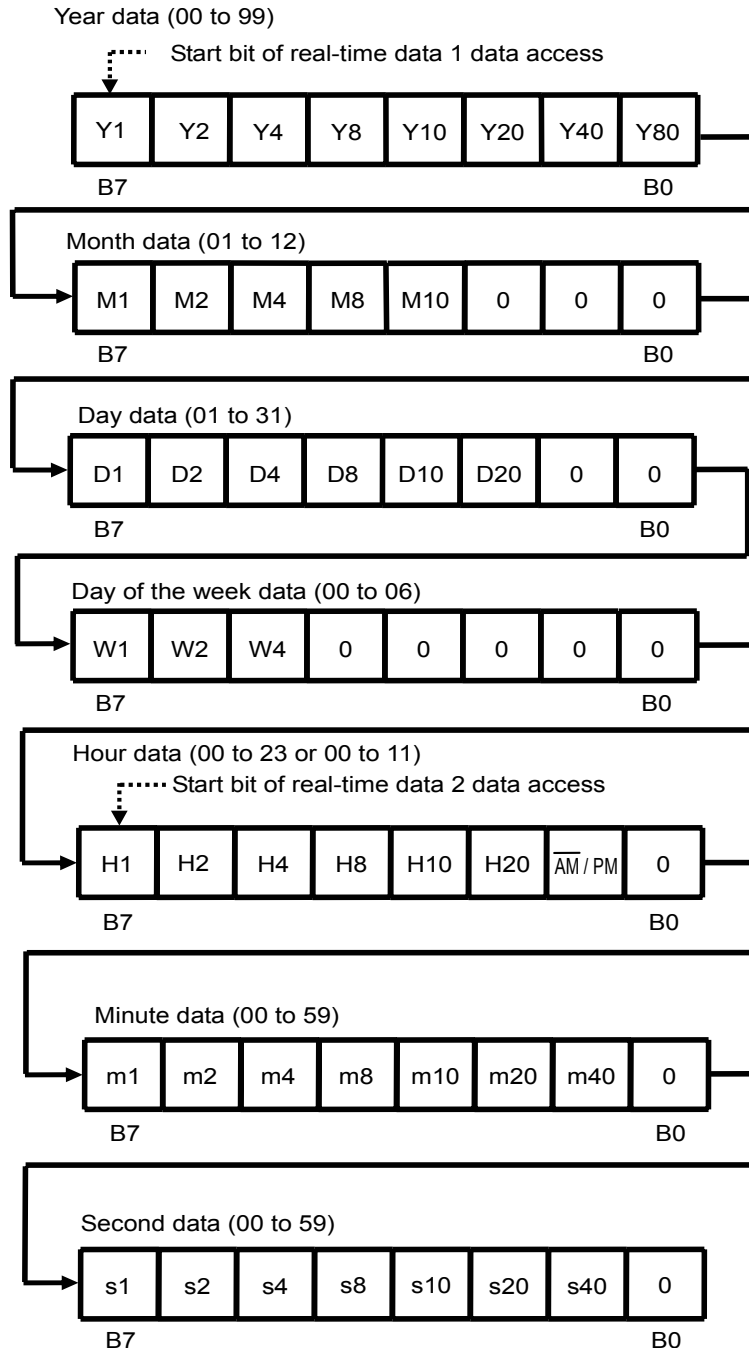 Year data (00 to 99)
Start bit of real-time data 1 data access
Y1 Y2 Y4 Y8 Y10 Y20 Y40 Y80
B7 B0
Month data (01 to 12)
M1 M2 M4 M8 M10 0 0 0
B7 B0
Day data (01 to 31)
D1 D2 D4 D8 D10 D20 0 0
B7 B0
Day of the week data (00 to 06)
W1 W2 W4 0 0 0 0 0
B7 B0
Hour data (00 to 23 or 00 to 11)
Start bit of real-time data 2 data access
H1 H2 H4 H8 H10 H20 A̅M̅ / PM 0
B7 B0
Minute data (00 to 59)
m1 m2 m4 m8 m10 m20 m40 0
B7 B0
Second data (00 to 59)
s1 s2 s4 s8 s10 s20 s40 0
B7 B0